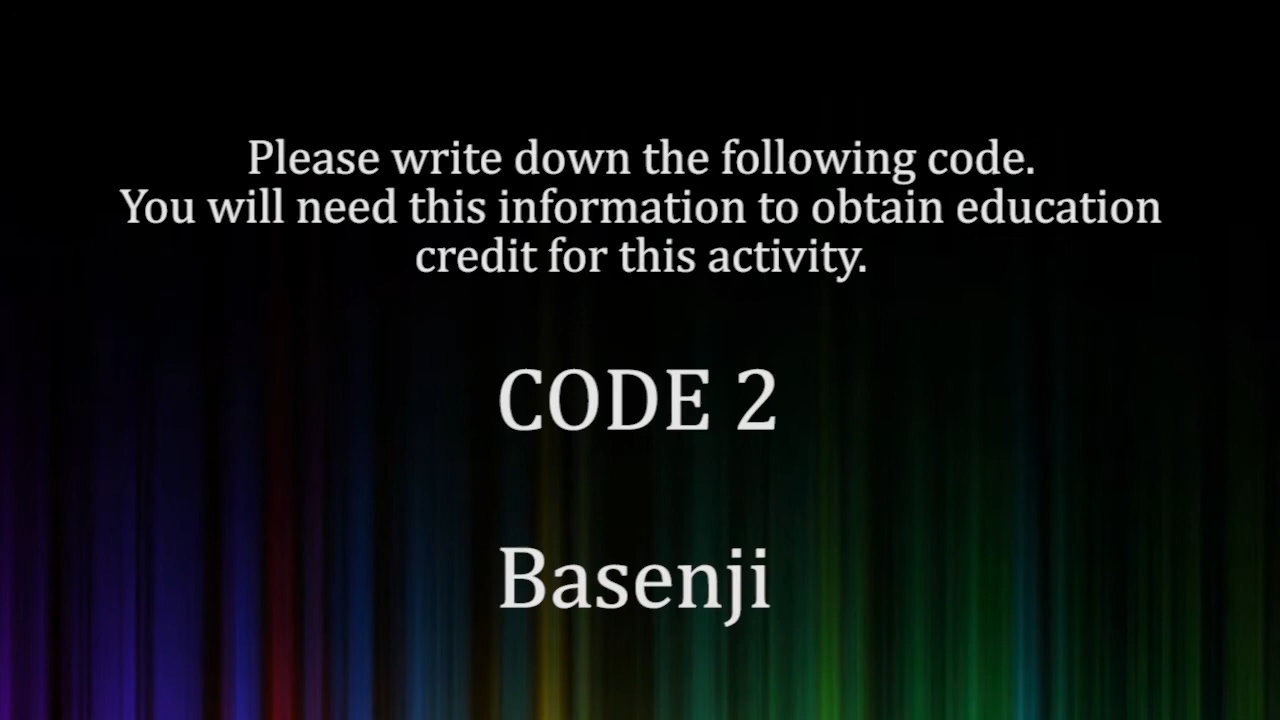 Please write down the following code.
You will need this information to obtain education
credit for this activity.
CODE 2
Basenji